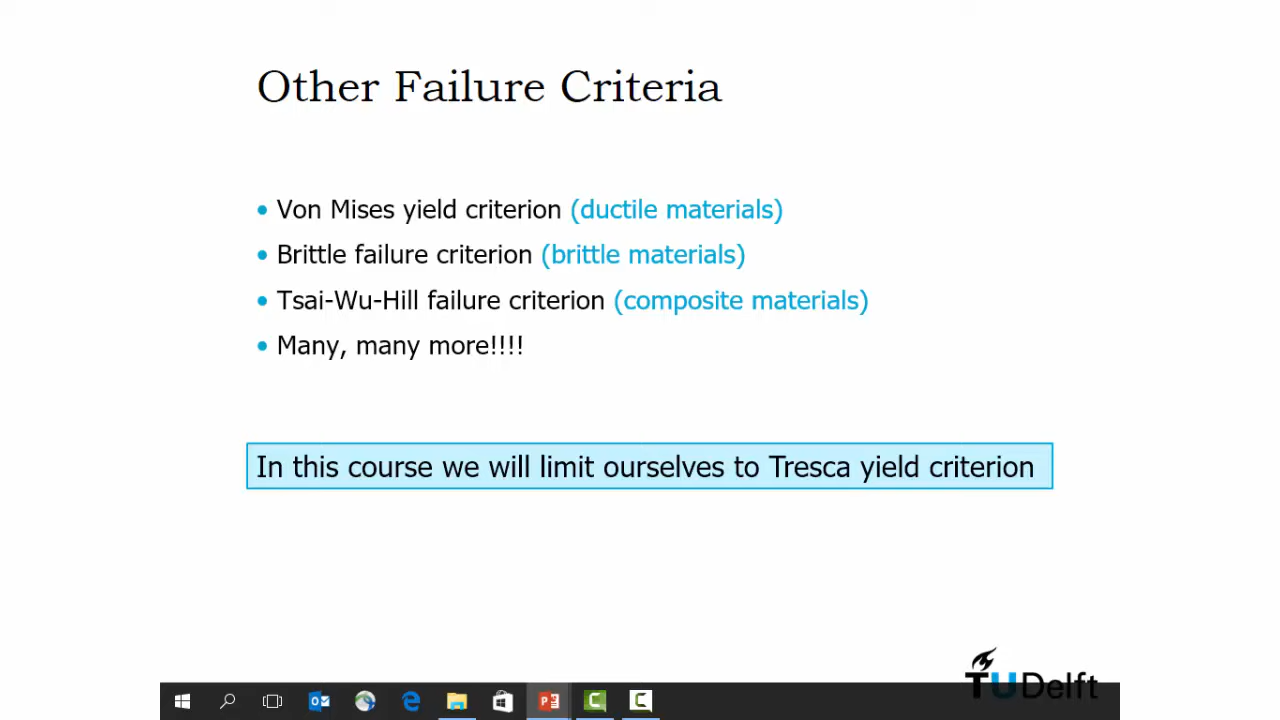 Other Failure Criteria
• Von Mises yield criterion (ductile materials)
• Brittle failure criterion (brittle materials)
• Tsai-Wu-Hill failure criterion (composite materials)
• Many, many more!!!!
In this course we will limit ourselves to Tresca yield criterion
TUDelft